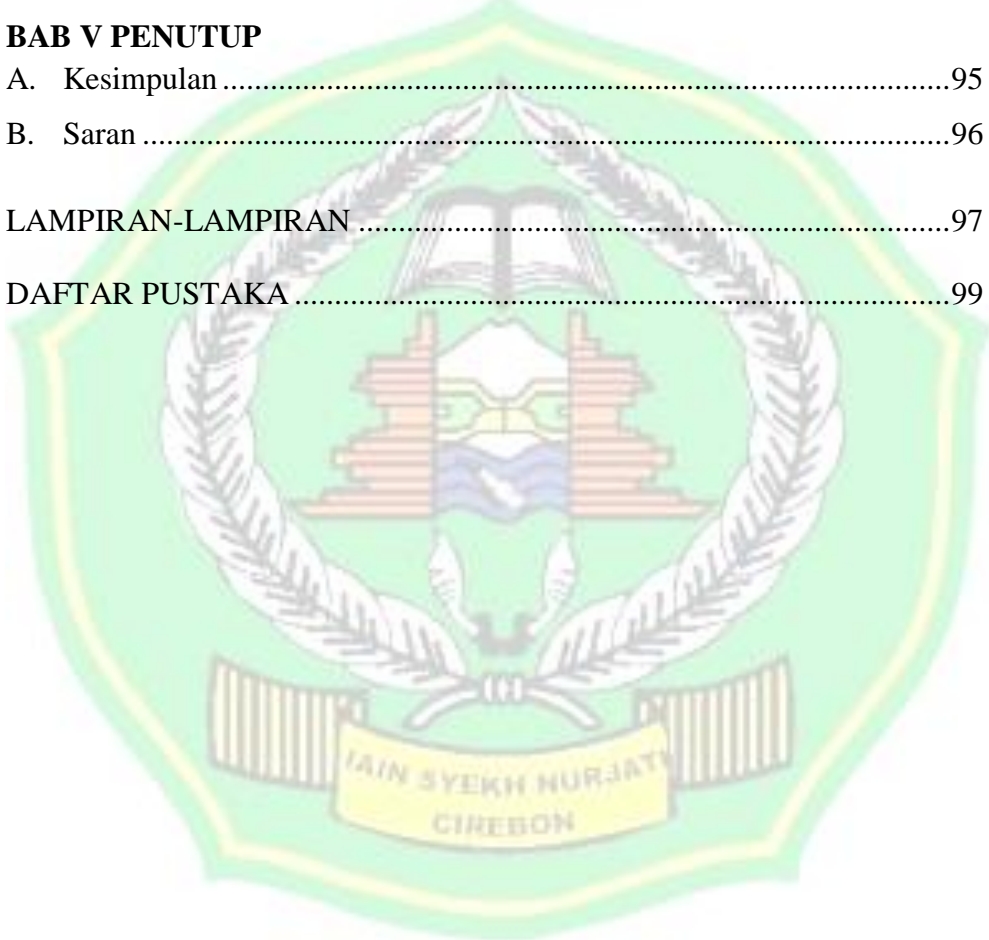 BAB V PENUTUP
A. Kesimpulan ...........................................................................................95
B. Saran .....................................................................................................96
LAMPIRAN-LAMPIRAN ..........................................................................97
DAFTAR PUSTAKA ..................................................................................99
IAIN SYEKH NURJATI
CIREBON